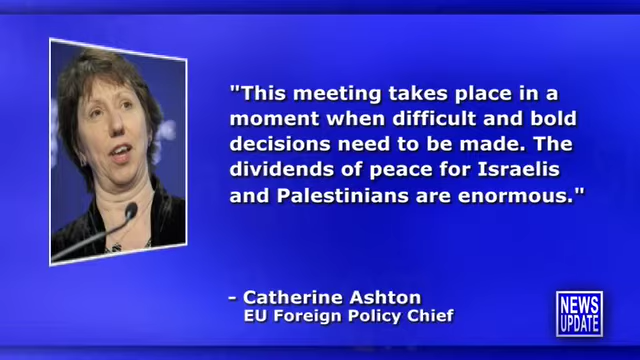 "This meeting takes place in a
moment when difficult and bold
decisions need to be made. The
dividends of peace for Israelis
and Palestinians are enormous."
- Catherine Ashton
EU Foreign Policy Chief
NEWS
UPDATE